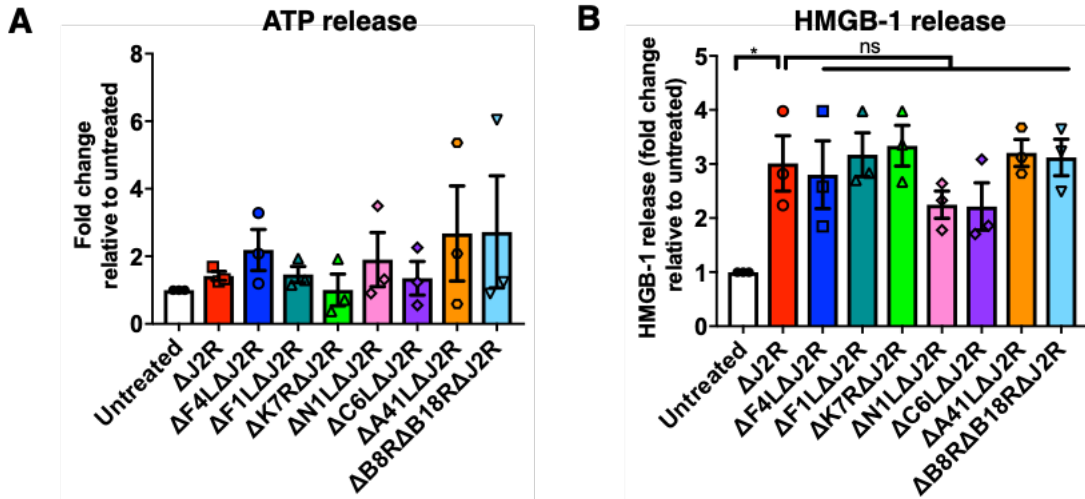 A
ATP release
Fold change
relative to untreated
8
6
4
2
0
Untreated
ΔJ2R
ΔF4LΔJ2R
ΔF1LΔJ2R
ΔK7RΔJ2R
ΔN1LΔJ2R
ΔC6LΔJ2R
ΔA41LΔJ2R
ΔB8RΔB18RΔJ2R
B
HMGB-1 release
HMGB-1 release (fold change
relative to untreated)
*
ns
5
4
3
2
1
0
Untreated
ΔJ2R
ΔF4LΔJ2R
ΔF1LΔJ2R
ΔK7RΔJ2R
ΔN1LΔJ2R
ΔC6LΔJ2R
ΔA41LΔJ2R
ΔB8RΔB18RΔJ2R